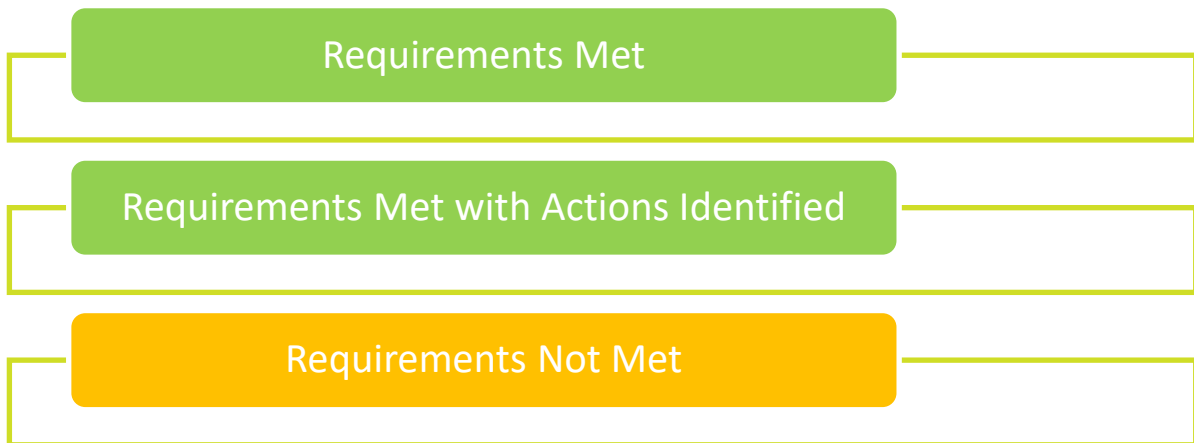 Requirements Met
Requirements Met with Actions Identified
Requirements Not Met